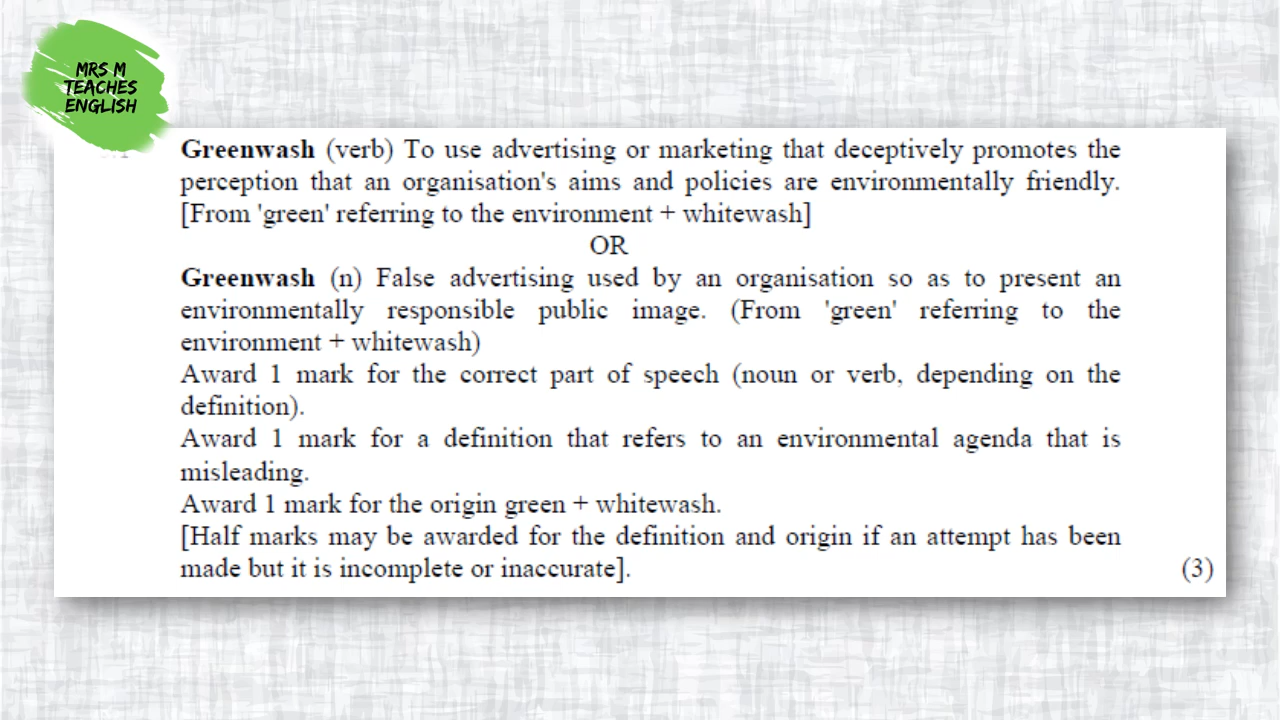 MRS M
TEACHES
ENGLISH
Greenwash (verb) To use advertising or marketing that deceptively promotes the
perception that an organisation's aims and policies are environmentally friendly.
[From 'green' referring to the environment + whitewash]
OR
Greenwash (n) False advertising used by an organisation so as to present an
environmentally responsible public image. (From 'green' referring to the
environment + whitewash)
Award 1 mark for the correct part of speech (noun or verb, depending on the
definition).
Award 1 mark for a definition that refers to an environmental agenda that is
misleading.
Award 1 mark for the origin green + whitewash.
[Half marks may be awarded for the definition and origin if an attempt has been
made but it is incomplete or inaccurate]. (3)